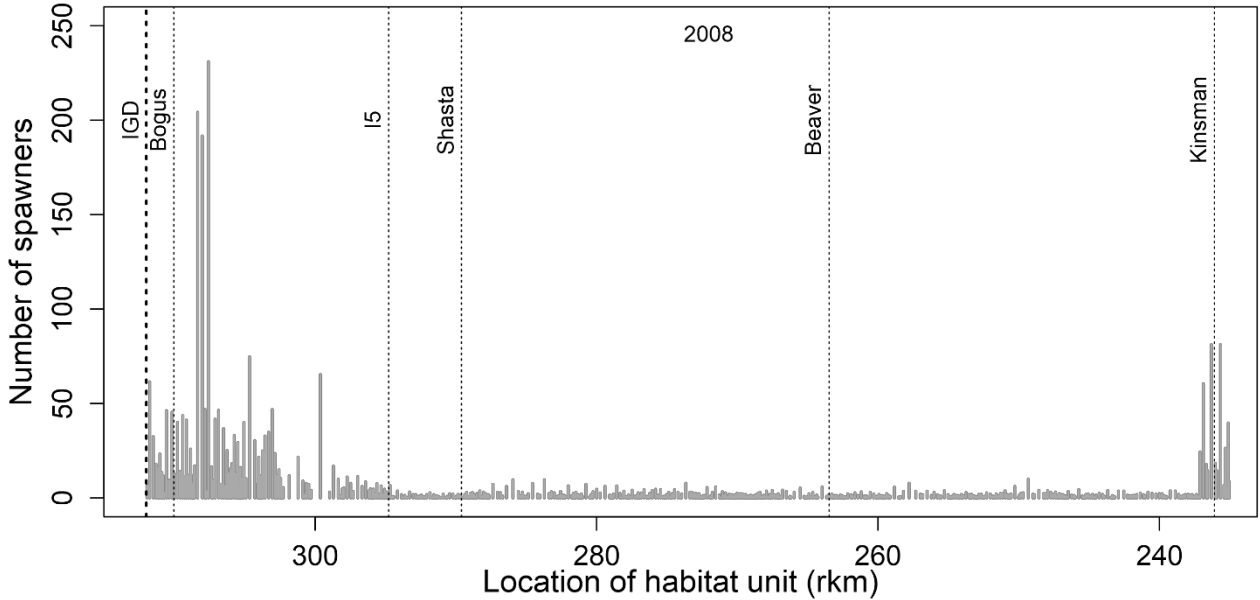 2008
250
200
150
100
50
0
Number of spawners
IGD
Bogus
I5
Shasta
Beaver
Kinsman
300
280
260
240
Location of habitat unit (rkm)